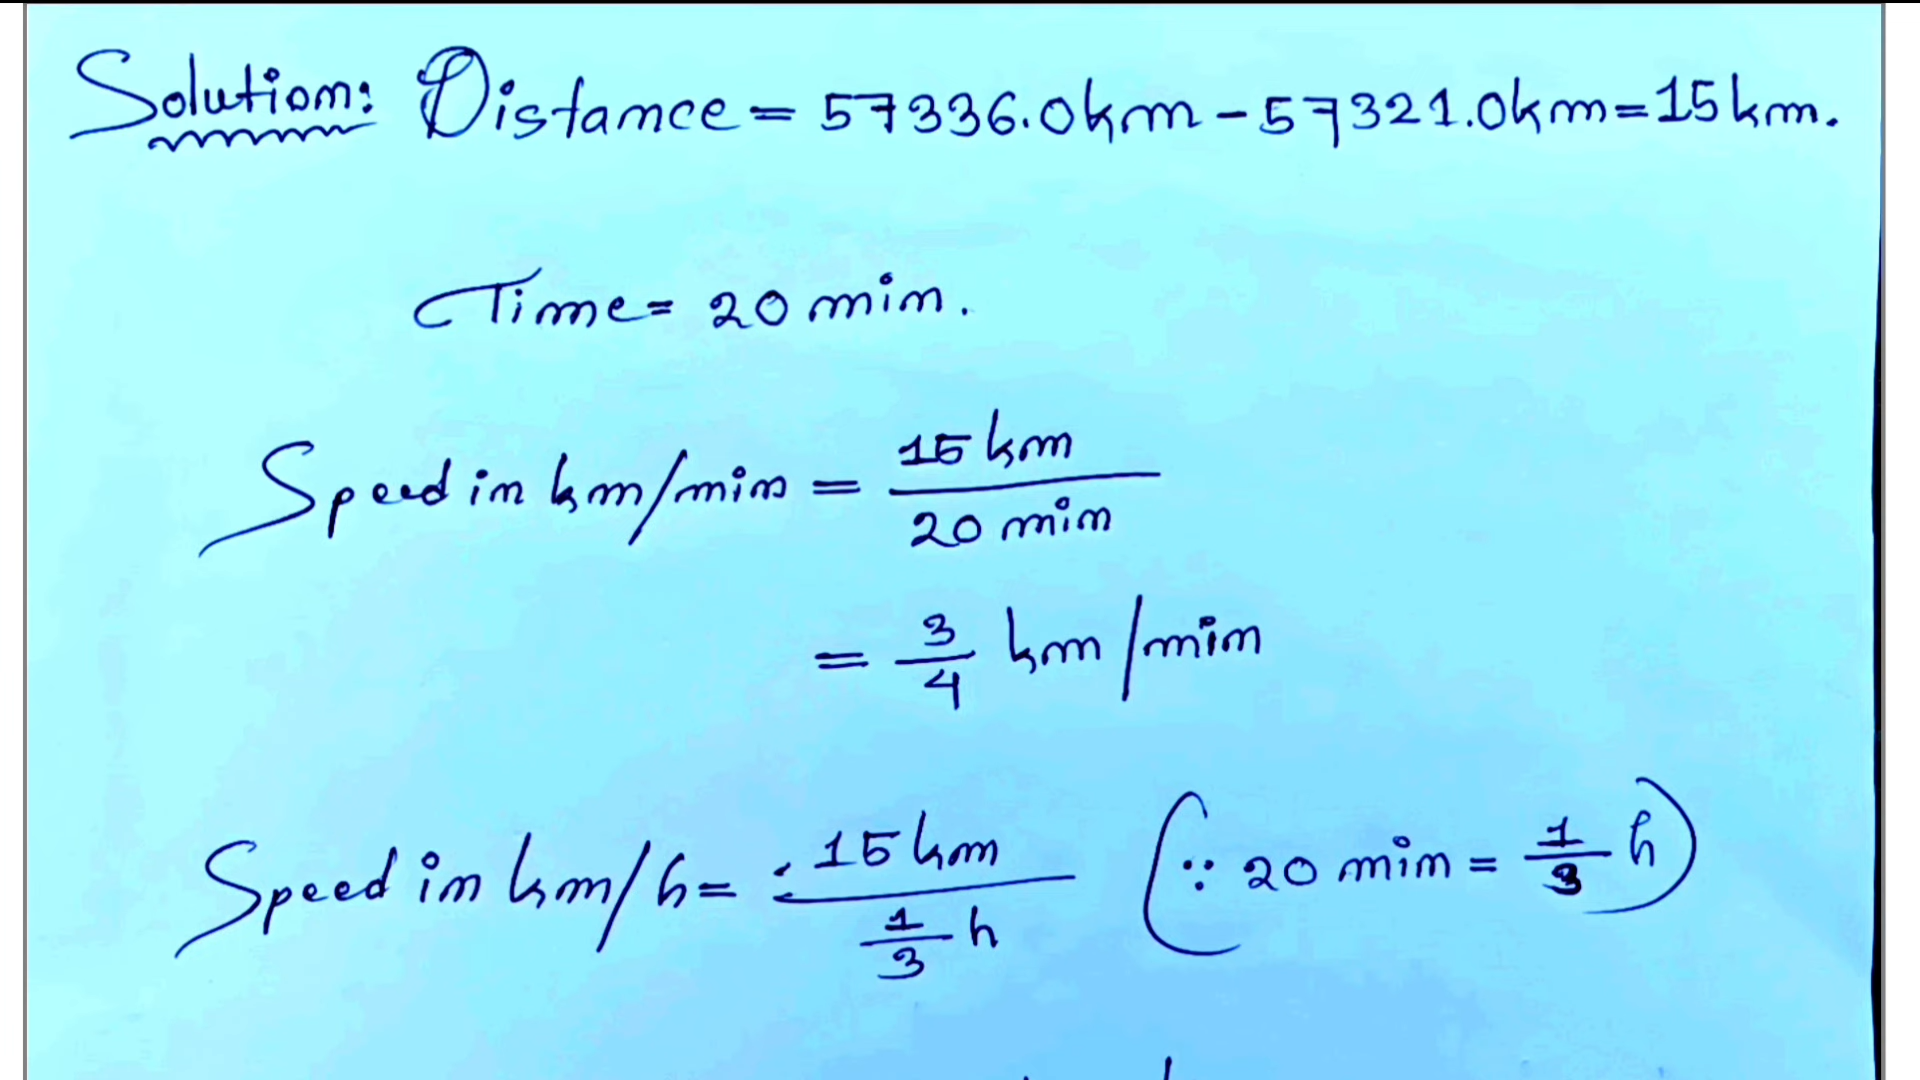 Solution: Distance = 57336.0km - 57321.0km = 15km.
Time = 20 min.
Speed in km/min = 15 km / 20 min
= 3/4 km/min
Speed in km/h = 15 km / 1/3 h (∵ 20 min = 1/3 h)